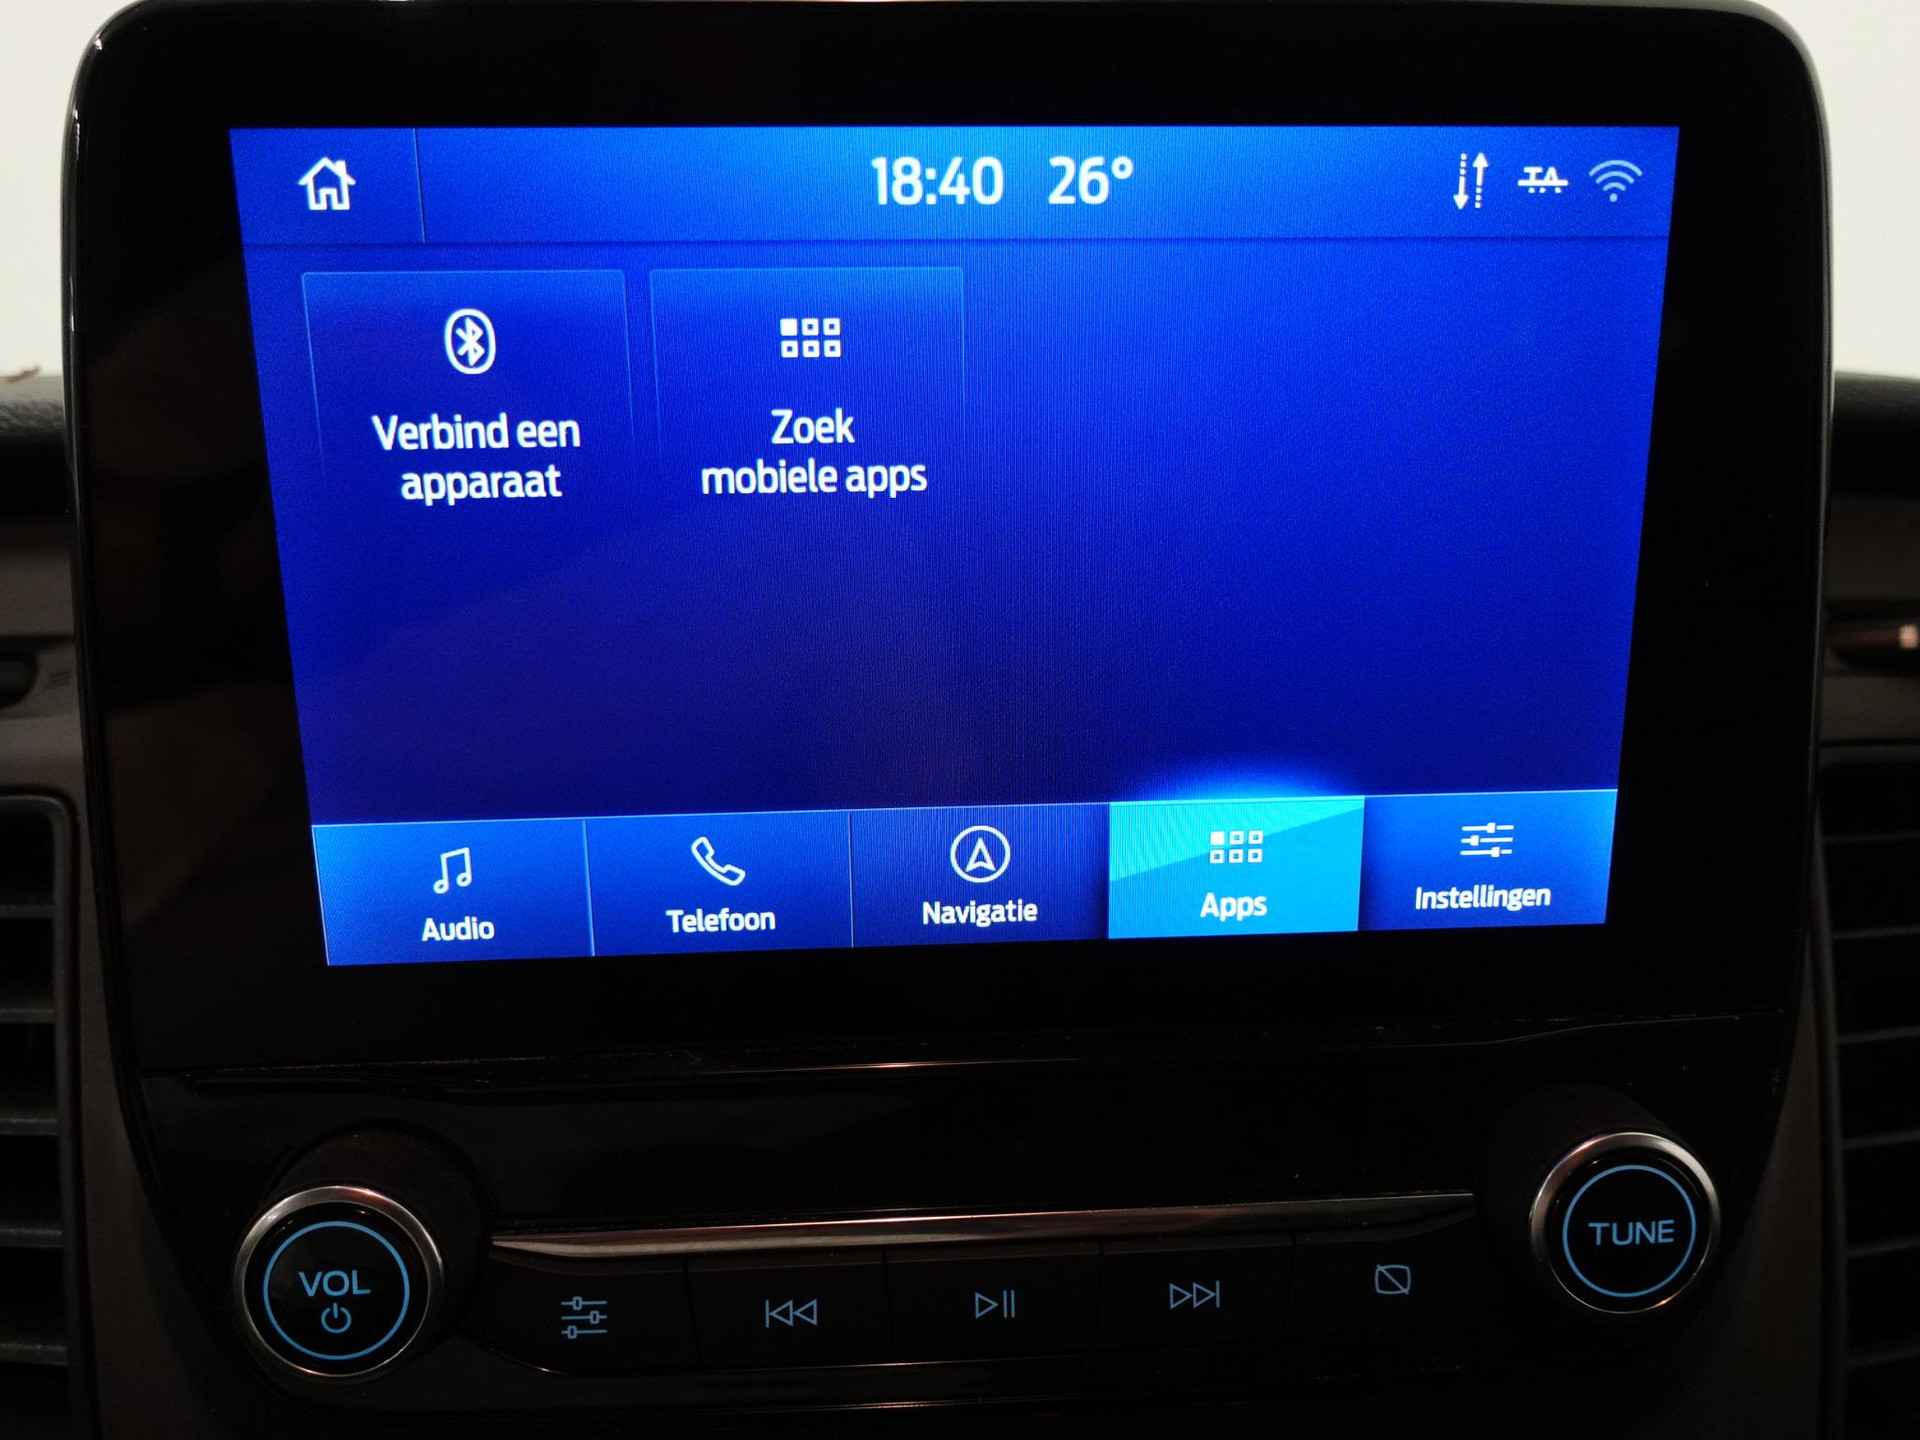 18:40 26°
TA
Verbind een
apparaat
Zoek
mobiele apps
Audio
Telefoon
Navigatie
Apps
Instellingen
VOL
TUNE